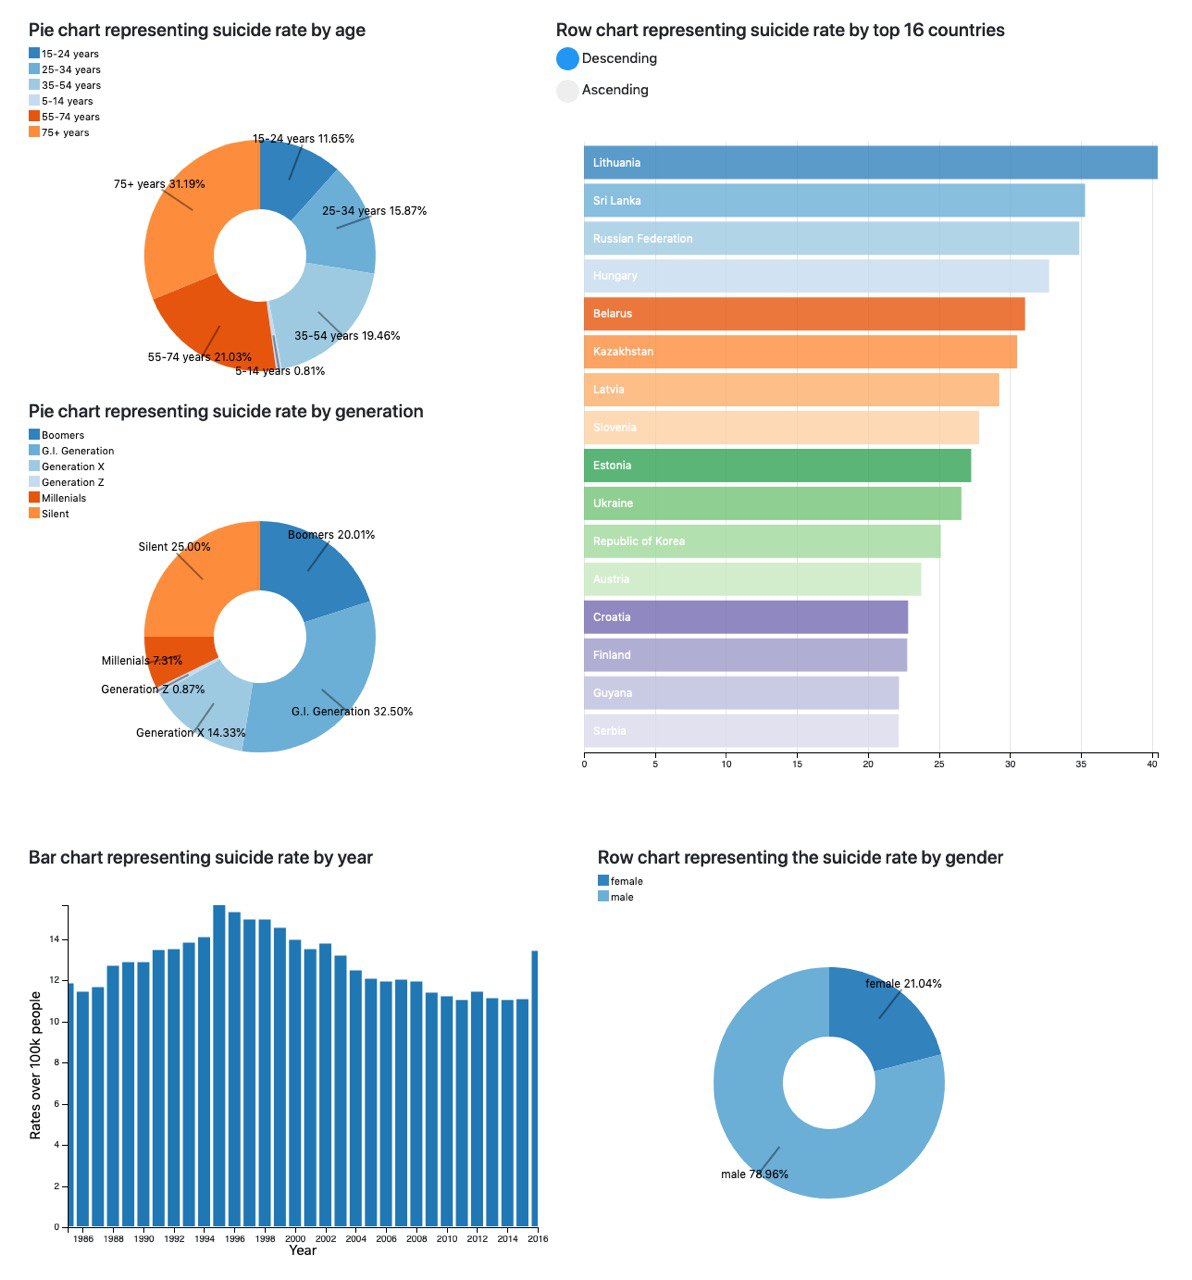 Pie chart representing suicide rate by age
15-24 years
25-34 years
35-54 years
5-14 years
55-74 years
75+ years
15-24 years 11.65%
75+ years 31.19%
25-34 years 15.87%
35-54 years 19.46%
55-74 years 21.03%
5-14 years 0.81%
Pie chart representing suicide rate by generation
Boomers
G.I. Generation
Generation X
Generation Z
Millenials
Silent
Boomers 20.01%
Silent 25.00%
Millenials 7.31%
Generation Z 0.87%
G.I. Generation 32.50%
Generation X 14.33%
Row chart representing suicide rate by top 16 countries
Descending
Ascending
Lithuania
Sri Lanka
Russian Federation
Hungary
Belarus
Kazakhstan
Latvia
Slovenia
Estonia
Ukraine
Republic of Korea
Austria
Croatia
Finland
Guyana
Serbia
0 5 10 15 20 25 30 35 40
Bar chart representing suicide rate by year
14
12
10
8
6
4
2
0
Rates over 100k people
1986 1988 1990 1992 1994 1996 1998 2000 2002 2004 2006 2008 2010 2012 2014 2016
Year
Row chart representing the suicide rate by gender
female
male
female 21.04%
male 78.96%